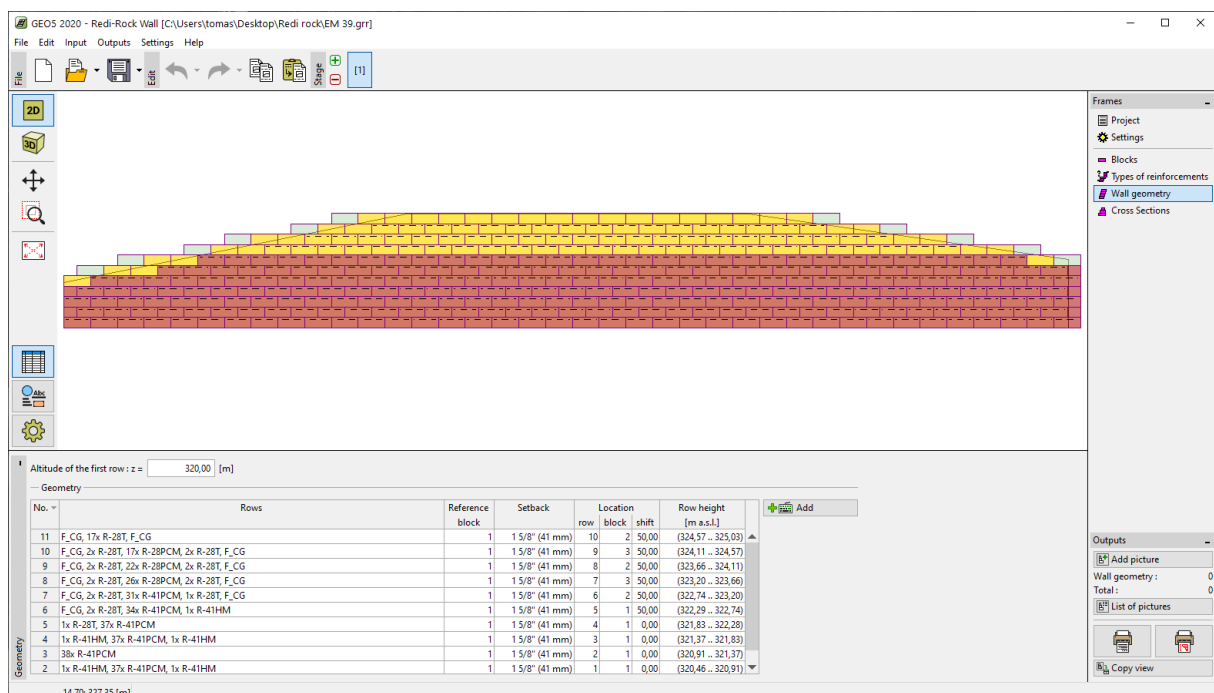 GEO5 2020 - Redi-Rock Wall [C:\Users\tomas\Desktop\Redi rock\EM 39.grr]
File Edit Input Outputs Settings Help
File
Edit
Stage
[1]
2D
3D
Abc
Frames
Project
Settings
Blocks
Types of reinforcements
Wall geometry
Cross Sections
Altitude of the first row : z = 320,00 [m]
Geometry
No. Rows Reference block Setback Location row block shift Row height [m a.s.l.]
Add
11 F_CG, 17x R-28T, F_CG 1 1 5/8" (41 mm) 10 2 50,00 (324,57 .. 325,03)
10 F_CG, 2x R-28T, 17x R-28PCM, 2x R-28T, F_CG 1 1 5/8" (41 mm) 9 3 50,00 (324,11 .. 324,57)
9 F_CG, 2x R-28T, 22x R-28PCM, 2x R-28T, F_CG 1 1 5/8" (41 mm) 8 2 50,00 (323,66 .. 324,11)
8 F_CG, 2x R-28T, 26x R-28PCM, 2x R-28T, F_CG 1 1 5/8" (41 mm) 7 3 50,00 (323,20 .. 323,66)
7 F_CG, 2x R-28T, 31x R-41PCM, 1x R-28T, F_CG 1 1 5/8" (41 mm) 6 2 50,00 (322,74 .. 323,20)
6 F_CG, 2x R-28T, 34x R-41PCM, 1x R-41HM 1 1 5/8" (41 mm) 5 1 50,00 (322,29 .. 322,74)
5 1x R-28T, 37x R-41PCM 1 1 5/8" (41 mm) 4 1 0,00 (321,83 .. 322,28)
4 1x R-41HM, 37x R-41PCM, 1x R-41HM 1 1 5/8" (41 mm) 3 1 0,00 (321,37 .. 321,83)
3 38x R-41PCM 1 1 5/8" (41 mm) 2 1 0,00 (320,91 .. 321,37)
2 1x R-41HM, 37x R-41PCM, 1x R-41HM 1 1 5/8" (41 mm) 1 1 0,00 (320,46 .. 320,91)
Geometry
Outputs
Add picture
Wall geometry : 0
Total : 0
List of pictures
Copy view
14,70; 327,35 [m]